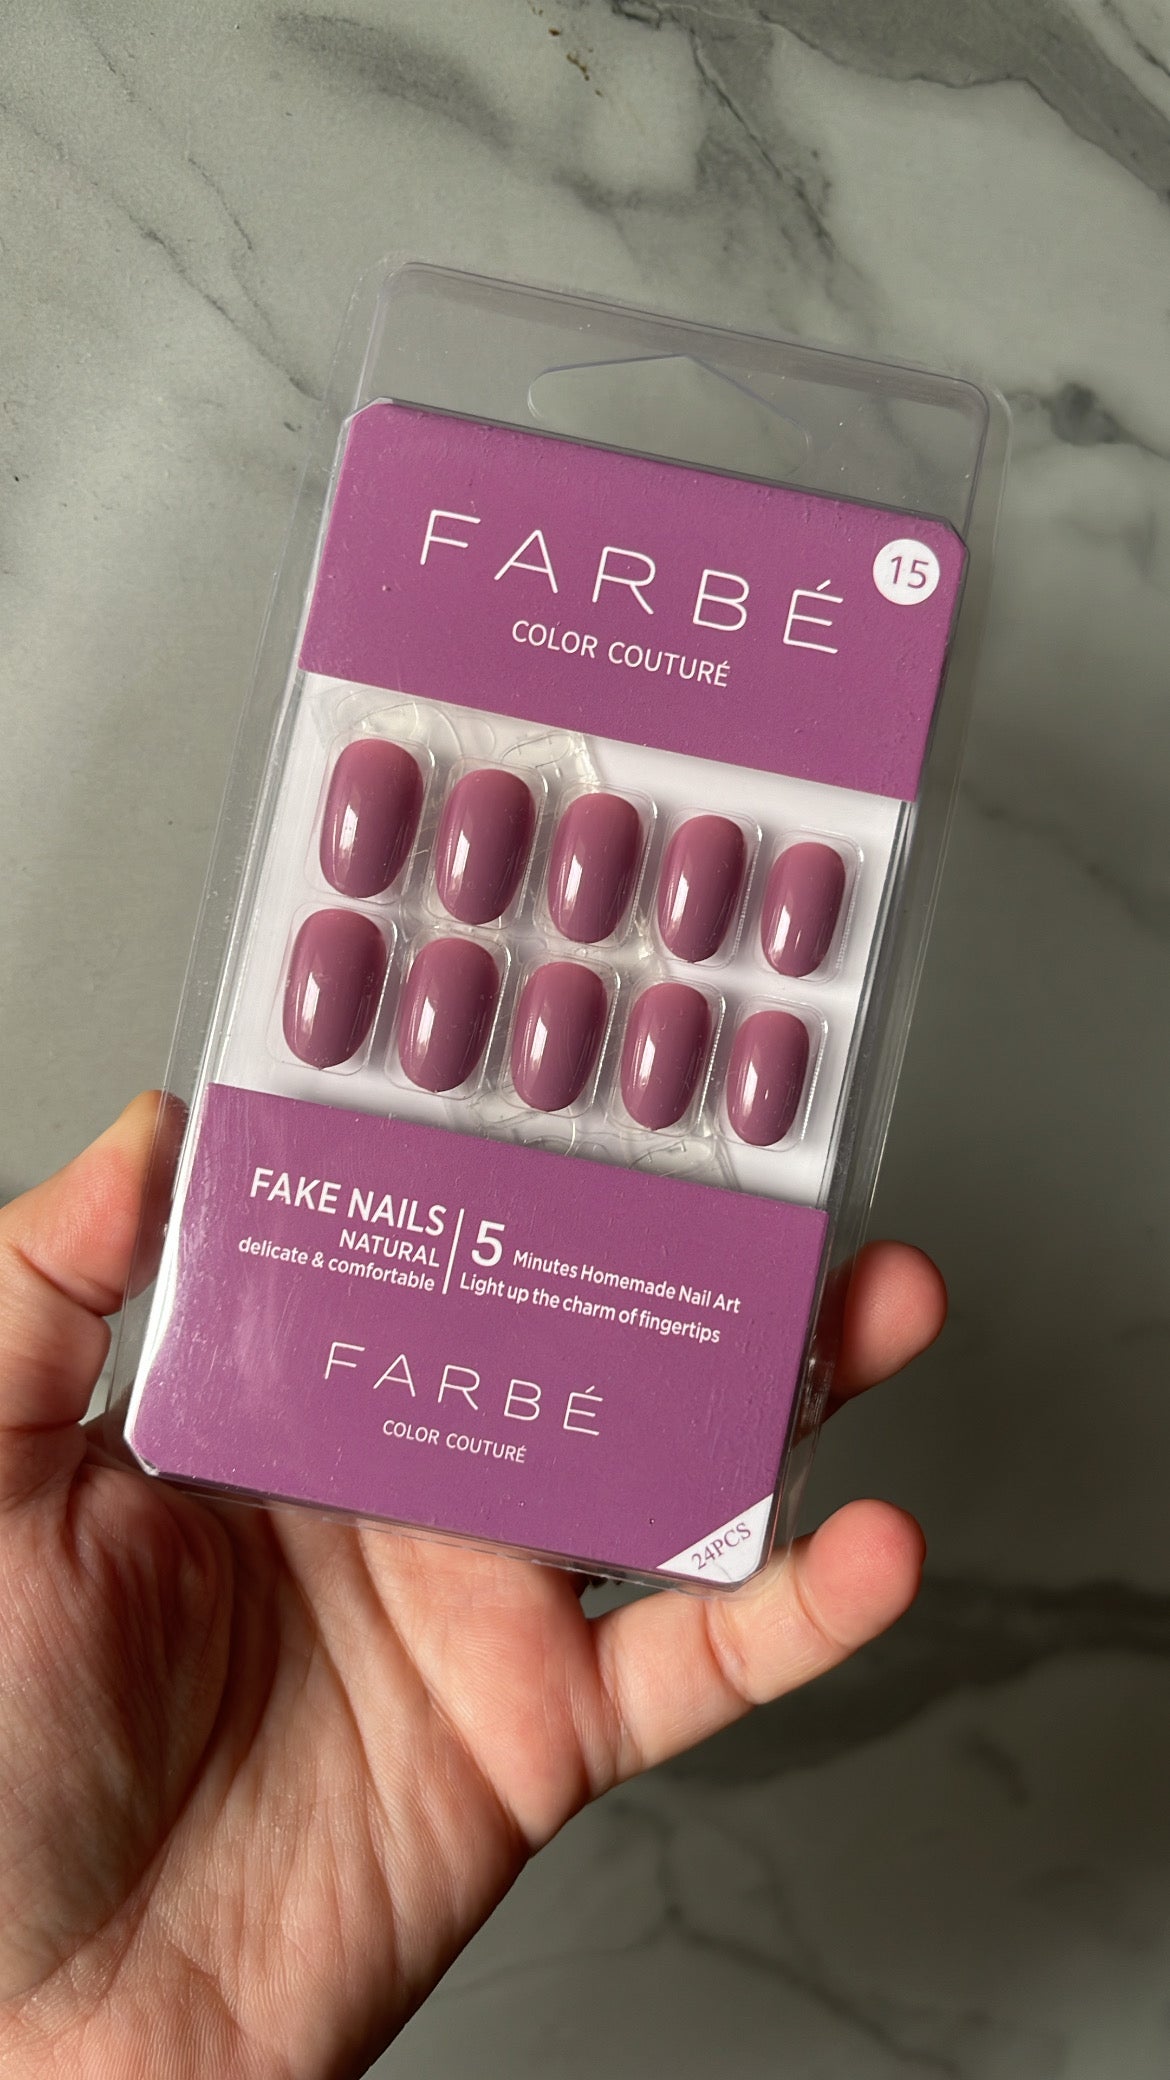 FARBÉ
15
COLOR COUTURÉ
FAKE NAILS
NATURAL
delicate & comfortable
5 Minutes Homemade Nail Art
Light up the charm of fingertips
FARBÉ
COLOR COUTURÉ
24PCS